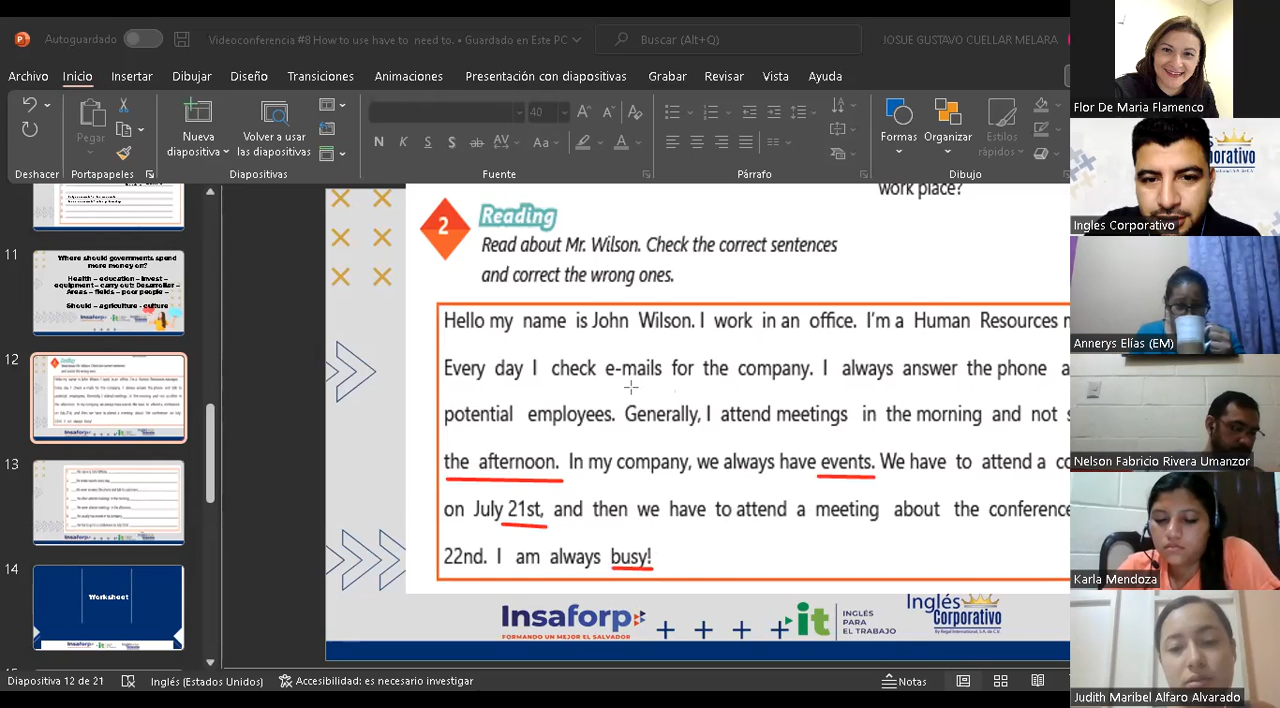 Autoguardado
Videoconferencia #8 How to use have to need to. • Guardado en Este PC
Buscar (Alt+Q)
JOSUE GUSTAVO CUELLAR MELARA
Archivo Inicio Insertar Dibujar Diseño Transiciones Animaciones Presentación con diapositivas Grabar Revisar Vista Ayuda
Pegar
Nueva diapositiva
Volver a usar las diapositivas
40
N K S S ab AV Aa A
Formas
Organizar
Estilos rápidos
Deshacer Portapapeles Diapositivas Fuente Párrafo Dibujo
11
Where should governments spend
more money on?
Health – education – invest –
equipment – carry out: Desarrollar –
Areas – fields – poor people –
Should – agriculture - culture
12
13
14
Worksheet
work place?
2
Reading
Read about Mr. Wilson. Check the correct sentences
and correct the wrong ones.
Hello my name is John Wilson. I work in an office. I'm a Human Resources
Every day I check e-mails for the company. I always answer the phone
potential employees. Generally, I attend meetings in the morning and not
the afternoon. In my company, we always have events. We have to attend a
on July 21st, and then we have to attend a meeting about the conference
22nd. I am always busy!
Insaforp
FORMANDO UN MEJOR EL SALVADOR
it
INGLÉS
PARA
EL TRABAJO
Inglés
Corporativo
By Regal International, S.A. de C.V.
Diapositiva 12 de 21
Inglés (Estados Unidos)
Accesibilidad: es necesario investigar
Notas
Flor De Maria Flamenco
Ingles Corporativo
Annerys Elías (EM)
Nelson Fabricio Rivera Umanzor
Karla Mendoza
Judith Maribel Alfaro Alvarado